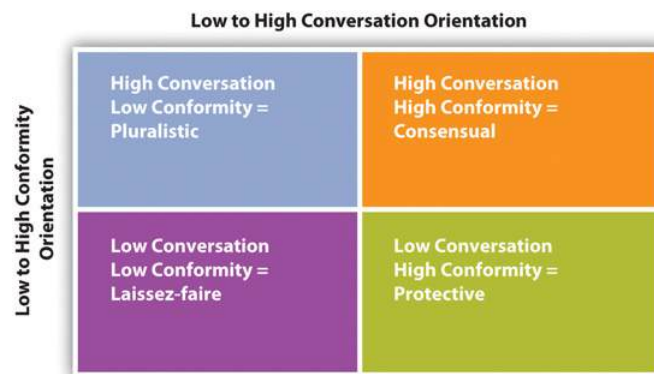 Low to High Conversation Orientation
Low to High Conformity
Orientation
High Conversation
Low Conformity =
Pluralistic
High Conversation
High Conformity =
Consensual
Low Conversation
Low Conformity =
Laissez-faire
Low Conversation
High Conformity =
Protective